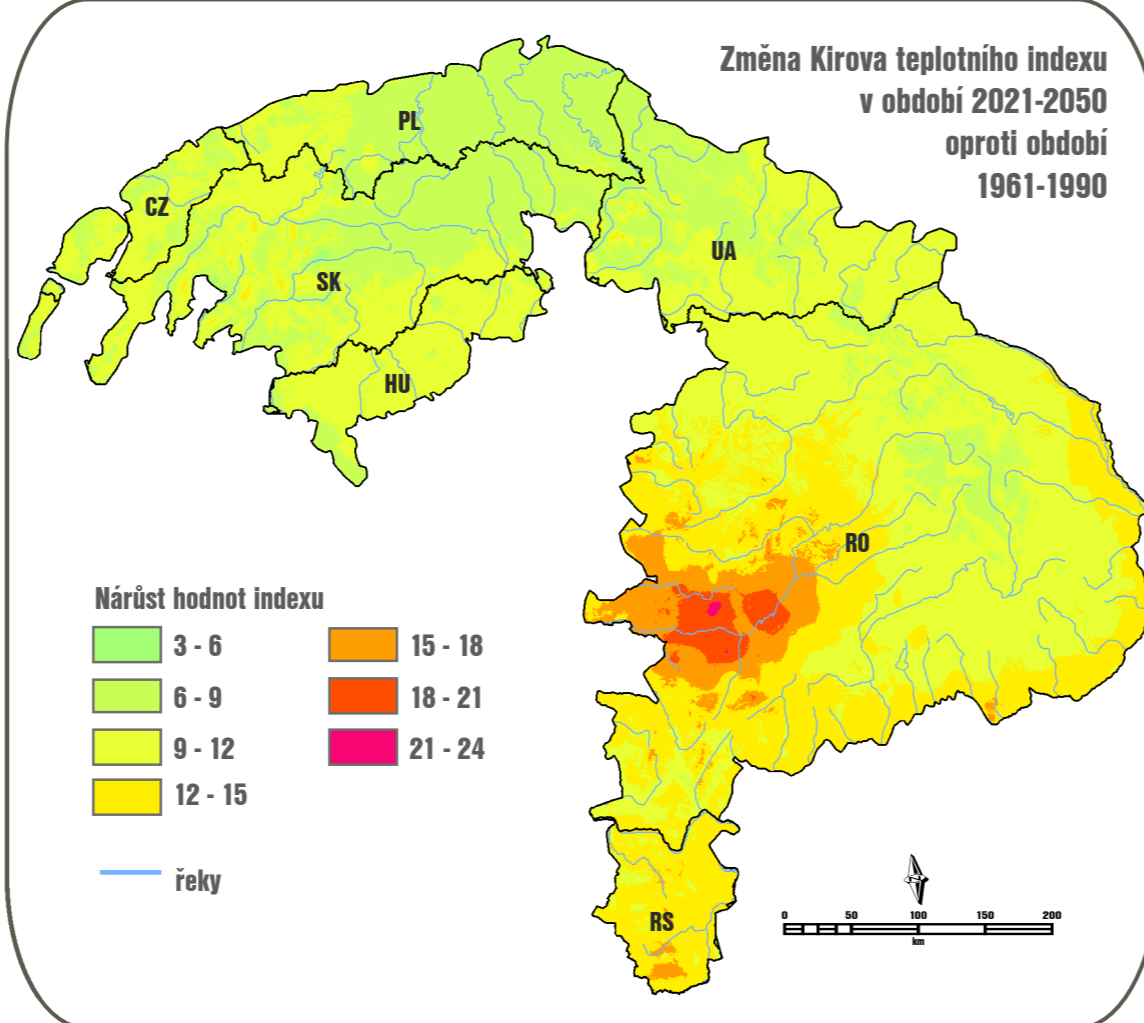 Změna Kirova teplotního indexu
v období 2021-2050
oproti období
1961-1990
PL
CZ
UA
SK
HU
RO
RS
Nárůst hodnot indexu
3 - 6
6 - 9
9 - 12
12 - 15
15 - 18
18 - 21
21 - 24
řeky
0 50 100 150 200
km